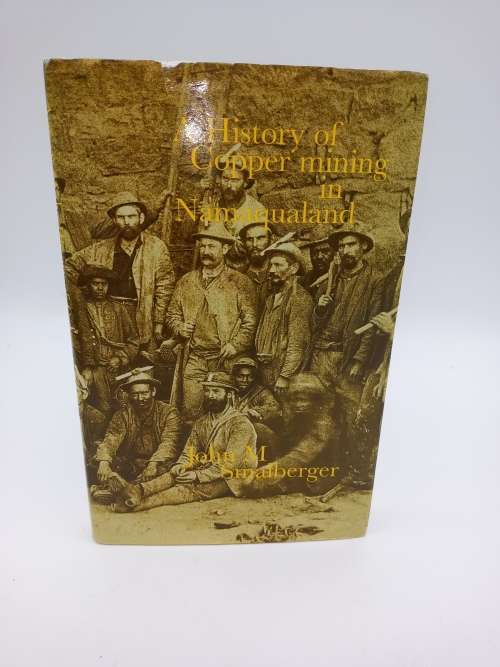 A History of
Copper mining
in
Namaqualand
John M
Smalberger